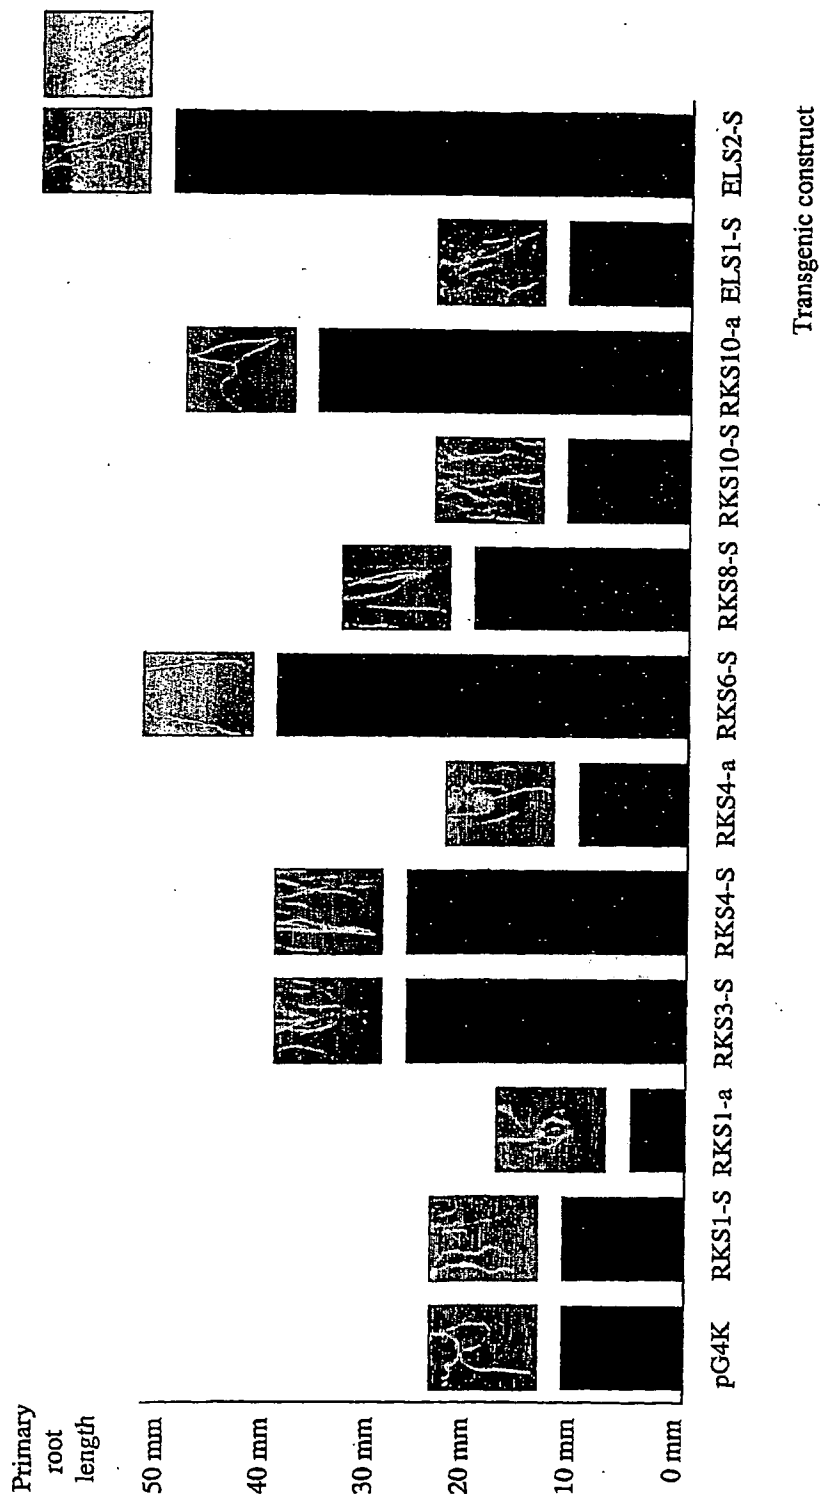 Primary
root
length
50 mm
40 mm
30 mm
20 mm
10 mm
0 mm
pG4K RKS1-S RKS1-a RKS3-S RKS4-S RKS4-a RKS6-S RKS8-S RKS10-S RKS10-a ELS1-S ELS2-S
Transgenic construct